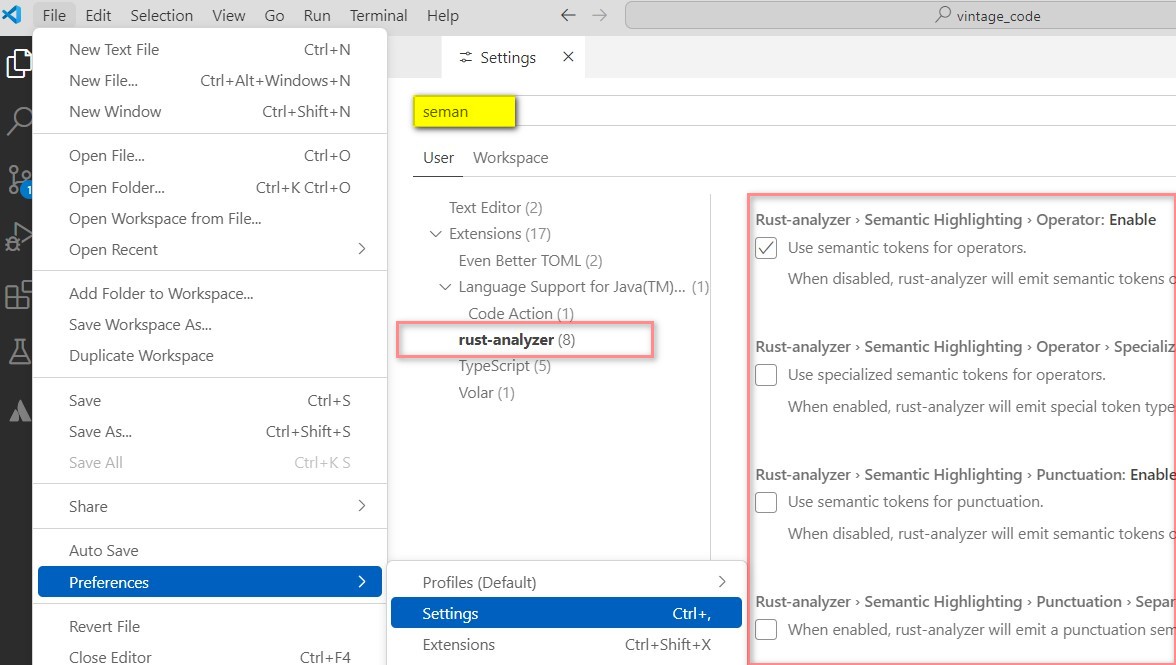 File Edit Selection View Go Run Terminal Help
vintage_code
New Text File Ctrl+N
New File... Ctrl+Alt+Windows+N
New Window Ctrl+Shift+N
Open File... Ctrl+O
Open Folder... Ctrl+K Ctrl+O
Open Workspace from File...
Open Recent
Add Folder to Workspace...
Save Workspace As...
Duplicate Workspace
Save Ctrl+S
Save As... Ctrl+Shift+S
Save All Ctrl+K S
Share
Auto Save
Preferences
Revert File
Close Editor Ctrl+F4
1
Profiles (Default)
Settings Ctrl+,
Extensions Ctrl+Shift+X
Settings
seman
User Workspace
Text Editor (2)
Extensions (17)
Even Better TOML (2)
Language Support for Java(TM)... (1)
Code Action (1)
rust-analyzer (8)
TypeScript (5)
Volar (1)
Rust-analyzer › Semantic Highlighting › Operator: Enable
Use semantic tokens for operators.
When disabled, rust-analyzer will emit semantic tokens
Rust-analyzer › Semantic Highlighting › Operator › Specializ
Use specialized semantic tokens for operators.
When enabled, rust-analyzer will emit special token type
Rust-analyzer › Semantic Highlighting › Punctuation: Enable
Use semantic tokens for punctuation.
When disabled, rust-analyzer will emit semantic tokens
Rust-analyzer › Semantic Highlighting › Punctuation › Separ
When enabled, rust-analyzer will emit a punctuation sem